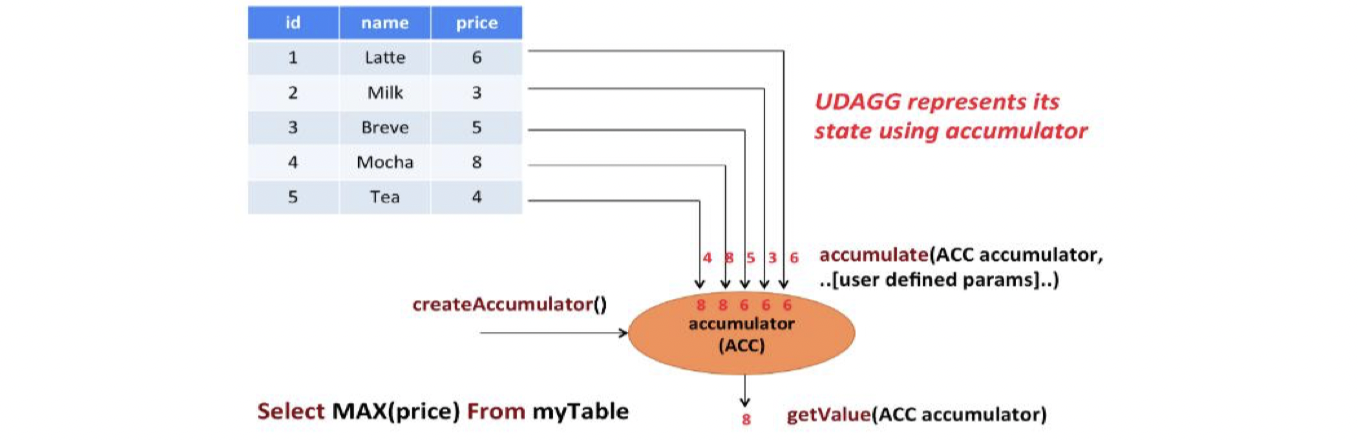 id name price
1 Latte 6
2 Milk 3
3 Breve 5
4 Mocha 8
5 Tea 4
UDAGG represents its
state using accumulator
4 8 5 3 6
accumulate(ACC accumulator,
..[user defined params]..)
createAccumulator()
8 8 6 6 6
accumulator
(ACC)
Select MAX(price) From myTable
8
getValue(ACC accumulator)